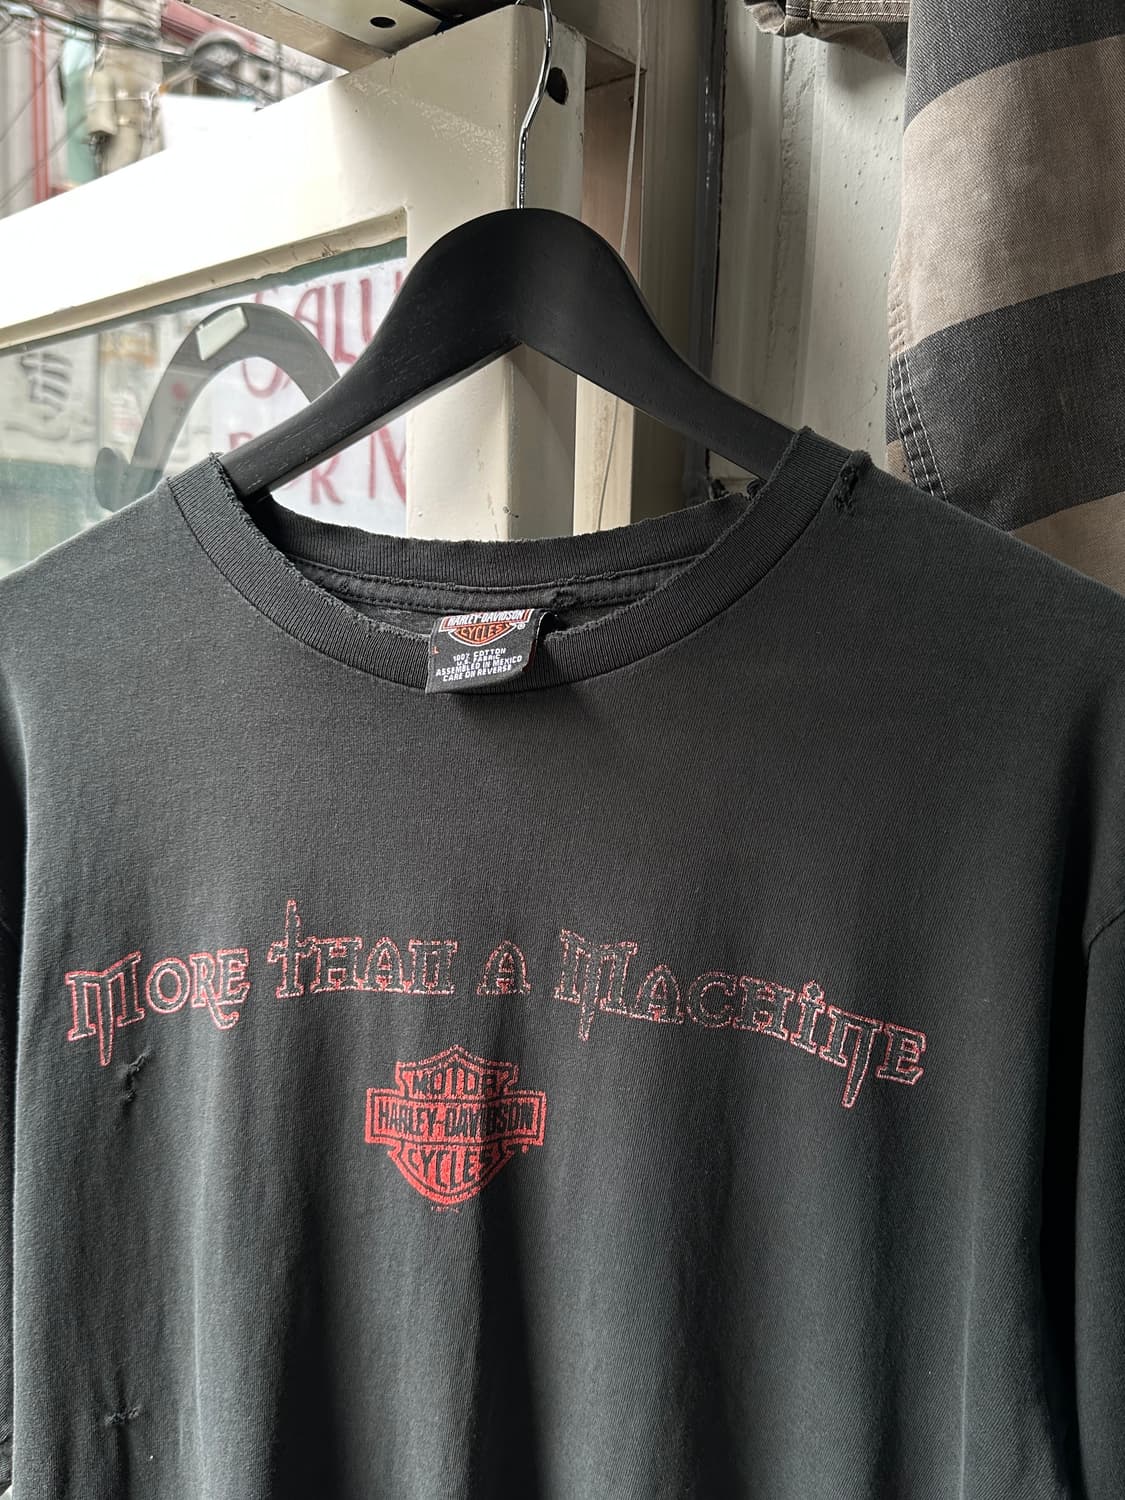 HARLEY-DAVIDSON
CYCLES
®
L
100% COTTON
U.S. FABRIC
ASSEMBLED IN MEXICO
CARE ON REVERSE
MORE THAN A MACHINE
MOTOR
HARLEY-DAVIDSON
CYCLES